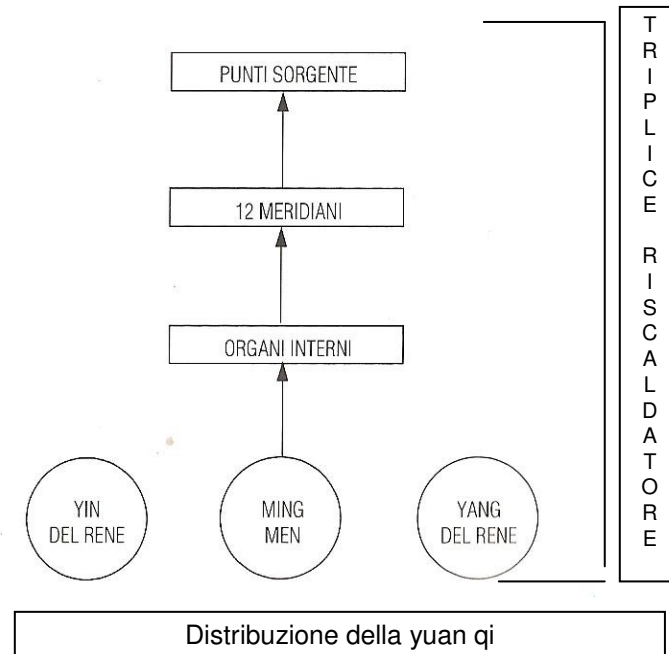 PUNTI SORGENTE
12 MERIDIANI
ORGANI INTERNI
YIN
DEL RENE
MING
MEN
YANG
DEL RENE
T
R
I
P
L
I
C
E
R
I
S
C
A
L
D
A
T
O
R
E
Distribuzione della yuan qi